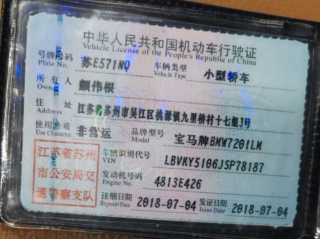 中华人民共和国机动车行驶证
Vehicle License of the People's Republic of China
号牌号码 苏E571NQ 车辆类型 小型轿车
Plate No. Vehicle Type
所有人 颜伟根
Owner
住址 江苏省苏州市吴江区桃源镇九里桥村十七组3号
Address
使用性质 非营运 品牌型号 宝马牌BMW7201LM
Use Character Model
江苏省苏州市公安局交通警察支队
车辆识别代号 LBVKY5106JSP78187
VIN
发动机号码 4813E426
Engine No.
注册日期 2018-07-04 发证日期 2018-07-04
Register Date Issue Date